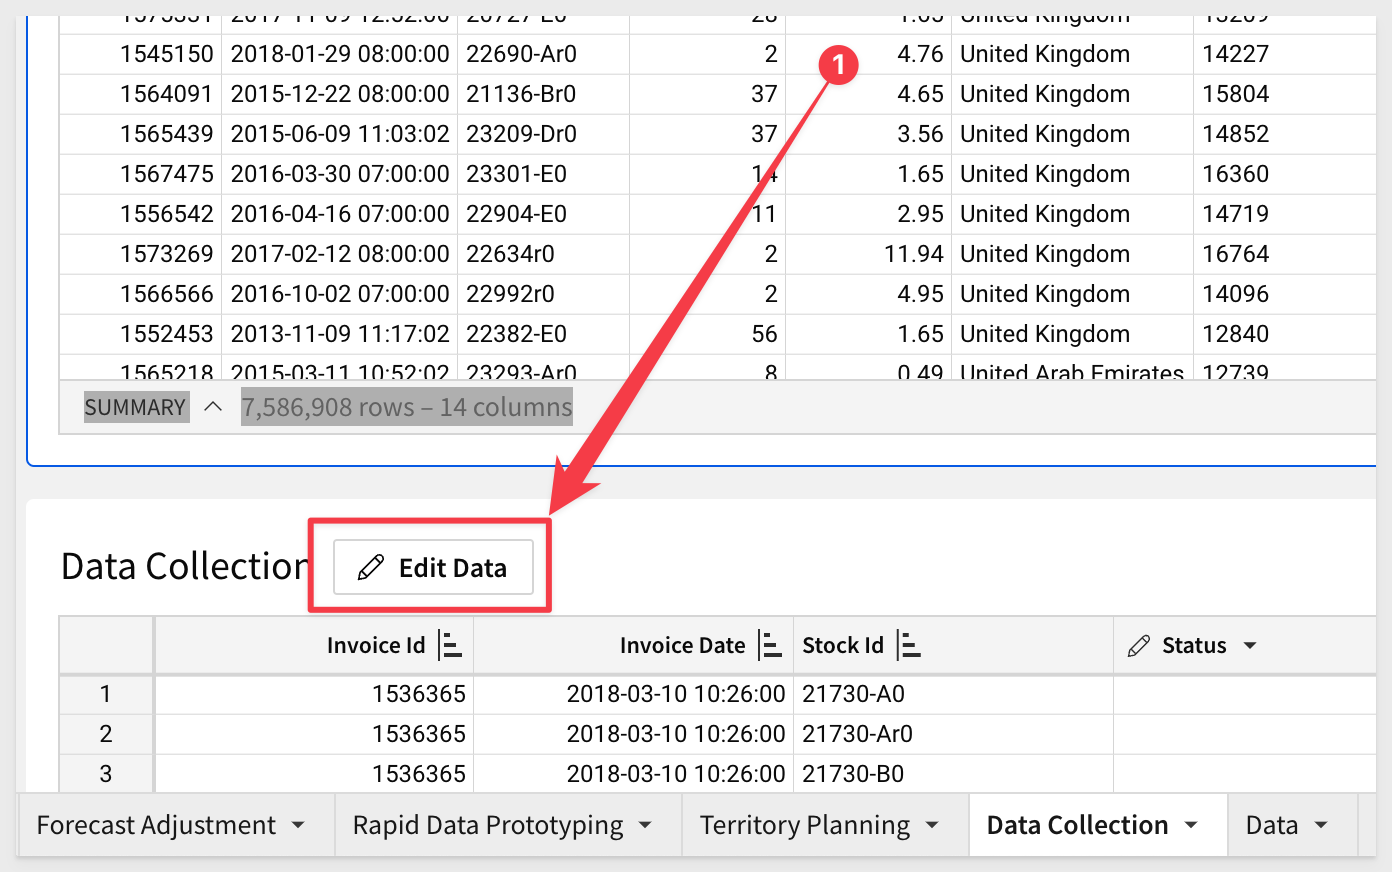 1545150 2018-01-29 08:00:00 22690-Ar0 2 4.76 United Kingdom 14227
1
1564091 2015-12-22 08:00:00 21136-Br0 37 4.65 United Kingdom 15804
1565439 2015-06-09 11:03:02 23209-Dr0 37 3.56 United Kingdom 14852
1567475 2016-03-30 07:00:00 23301-E0 14 1.65 United Kingdom 16360
1556542 2016-04-16 07:00:00 22904-E0 11 2.95 United Kingdom 14719
1573269 2017-02-12 08:00:00 22634r0 2 11.94 United Kingdom 16764
1566566 2016-10-02 07:00:00 22992r0 2 4.95 United Kingdom 14096
1552453 2013-11-09 11:17:02 22382-E0 56 1.65 United Kingdom 12840
1565218 2015-03-11 10:52:02 23293-Ar0 8 0.49 United Arab Emirates 12739
SUMMARY 7,586,908 rows – 14 columns
Data Collection Edit Data
Invoice Id Invoice Date Stock Id Status
1 1536365 2018-03-10 10:26:00 21730-A0
2 1536365 2018-03-10 10:26:00 21730-Ar0
3 1536365 2018-03-10 10:26:00 21730-B0
Forecast Adjustment Rapid Data Prototyping Territory Planning Data Collection Data